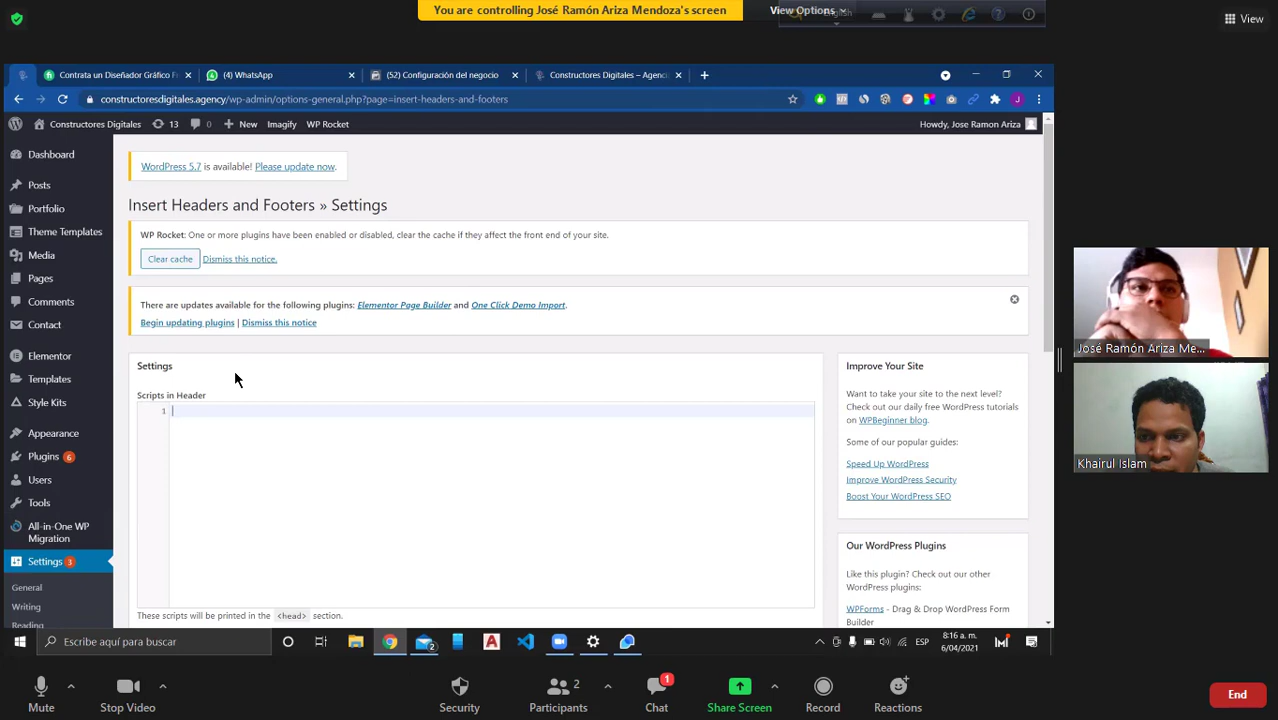 You are controlling José Ramón Ariza Mendoza's screen
View Options
English
View
Contrata un Diseñador Gráfico F
(4) WhatsApp
(52) Configuración del negocio
Constructores Digitales – Agenci
constructoresdigitales.agency/wp-admin/options-general.php?page=insert-headers-and-footers
Constructores Digitales
13
0
New
Imagify
WP Rocket
Howdy, Jose Ramon Ariza
Dashboard
Posts
Portfolio
Theme Templates
Media
Pages
Comments
Contact
Elementor
Templates
Style Kits
Appearance
Plugins 6
Users
Tools
All-in-One WP
Migration
Settings 3
General
Writing
Reading
WordPress 5.7 is available! Please update now.
Insert Headers and Footers » Settings
WP Rocket: One or more plugins have been enabled or disabled, clear the cache if they affect the front end of your site.
Clear cache
Dismiss this notice.
There are updates available for the following plugins: Elementor Page Builder and One Click Demo Import.
Begin updating plugins | Dismiss this notice
Settings
Scripts in Header
1
These scripts will be printed in the <head> section.
Improve Your Site
Want to take your site to the next level?
Check out our daily free WordPress tutorials
on WPBeginner blog.
Some of our popular guides:
Speed Up WordPress
Improve WordPress Security
Boost Your WordPress SEO
Our WordPress Plugins
Like this plugin? Check out our other
plugins:
WPForms - Drag & Drop WordPress Form
Builder
José Ramón Ariza Me...
Khairul Islam
Escribe aquí para buscar
2
ESP
8:16 a. m.
6/04/2021
Mute
Stop Video
Security
Participants
2
Chat
1
Share Screen
Record
Reactions
End